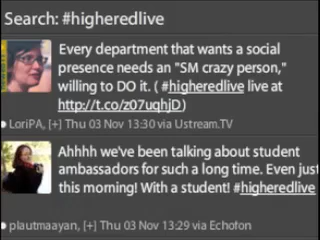 Search: #higheredlive
Every department that wants a social
presence needs an "SM crazy person,"
willing to DO it. ( #higheredlive live at
http://t.co/z07uqhjD)
LoriPA, [+] Thu 03 Nov 13:30 via Ustream.TV
Ahhhh we've been talking about student
ambassadors for such a long time. Even just
this morning! With a student! #higheredlive
plautmaayan, [+] Thu 03 Nov 13:29 via Echofon